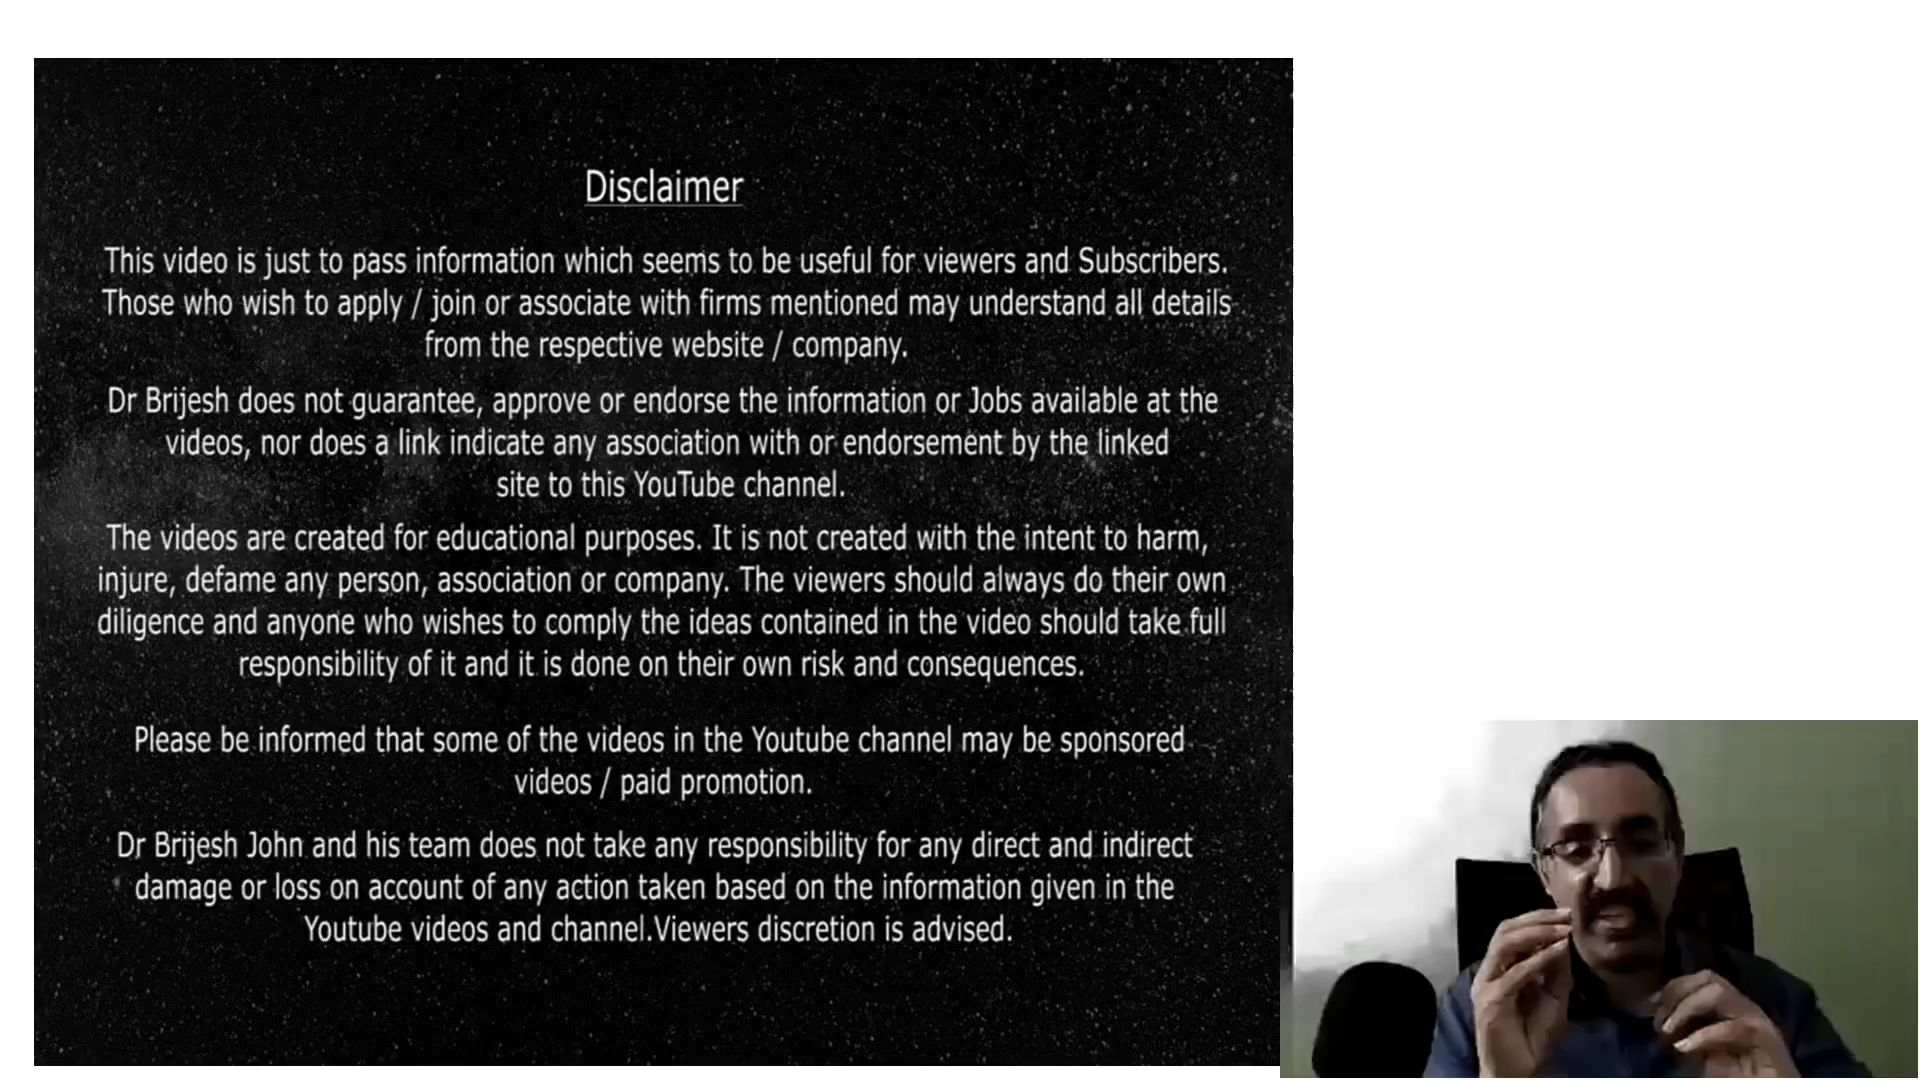 Disclaimer
This video is just to pass information which seems to be useful for viewers and Subscribers.
Those who wish to apply / join or associate with firms mentioned may understand all details
from the respective website / company.
Dr Brijesh does not guarantee, approve or endorse the information or Jobs available at the
videos, nor does a link indicate any association with or endorsement by the linked
site to this YouTube channel.
The videos are created for educational purposes. It is not created with the intent to harm,
injure, defame any person, association or company. The viewers should always do their own
diligence and anyone who wishes to comply the ideas contained in the video should take full
responsibility of it and it is done on their own risk and consequences.
Please be informed that some of the videos in the Youtube channel may be sponsored
videos / paid promotion.
Dr Brijesh John and his team does not take any responsibility for any direct and indirect
damage or loss on account of any action taken based on the information given in the
Youtube videos and channel.Viewers discretion is advised.